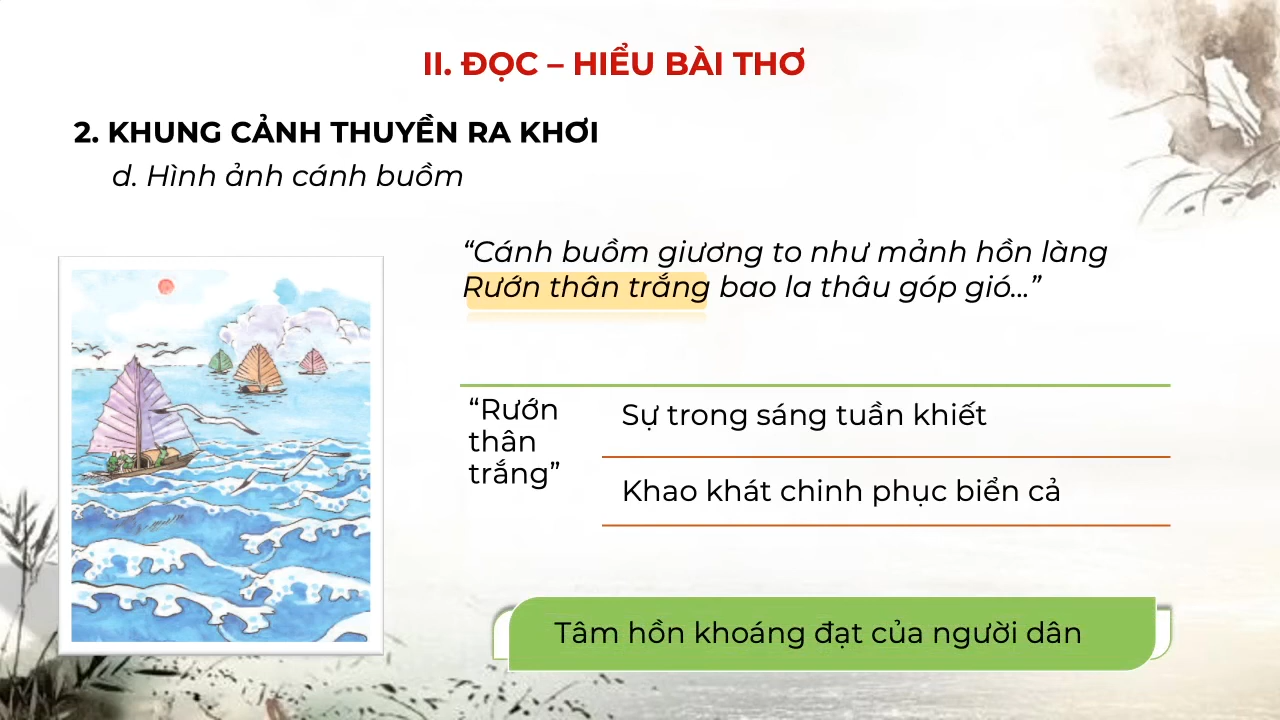 II. ĐỌC – HIỂU BÀI THƠ
2. KHUNG CẢNH THUYỀN RA KHƠI
d. Hình ảnh cánh buồm
“Cánh buồm giương to như mảnh hồn làng
Rướn thân trắng bao la thâu góp gió...”
“Rướn
thân
trắng”
Sự trong sáng tuần khiết
Khao khát chinh phục biển cả
Tâm hồn khoáng đạt của người dân